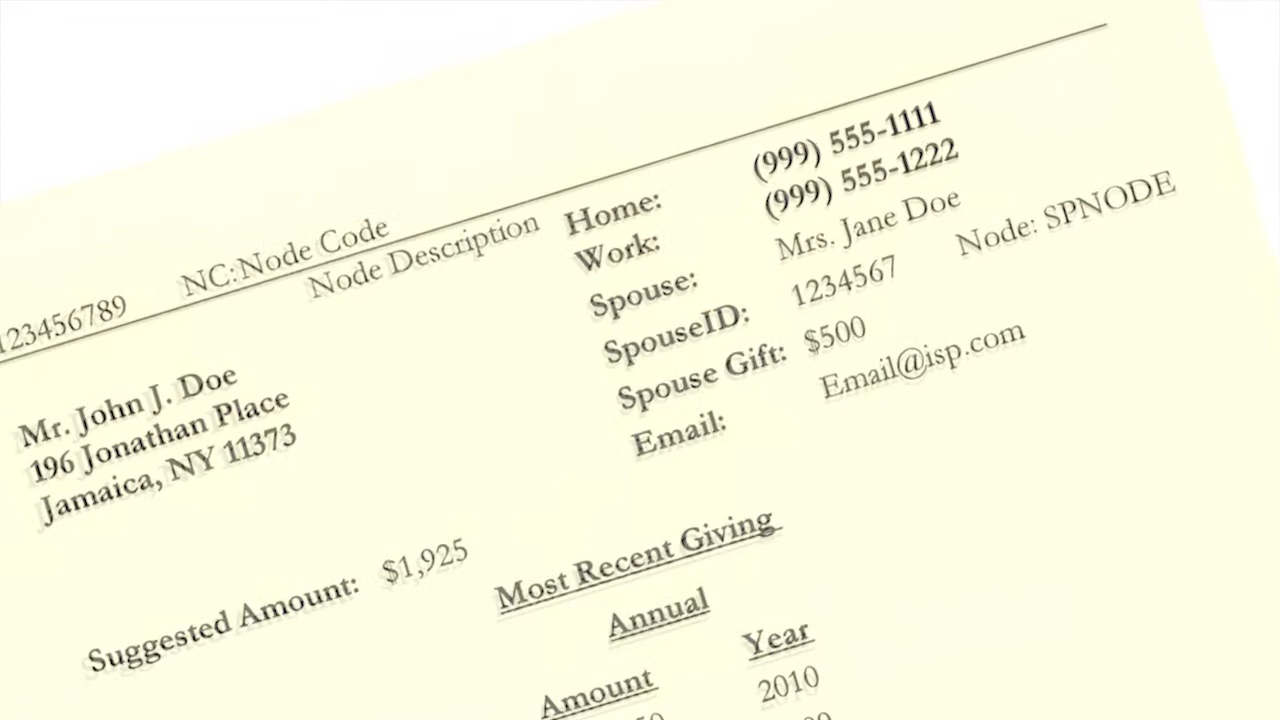 123456789 NC:Node Code
Node Description
Mr. John J. Doe
196 Jonathan Place
Jamaica, NY 11373
Home: (999) 555-1111
Work: (999) 555-1222
Spouse: Mrs. Jane Doe
SpouseID: 1234567 Node: SPNODE
Spouse Gift: $500
Email: Email@isp.com
Suggested Amount: $1,925
Most Recent Giving
Annual
Amount Year
2010